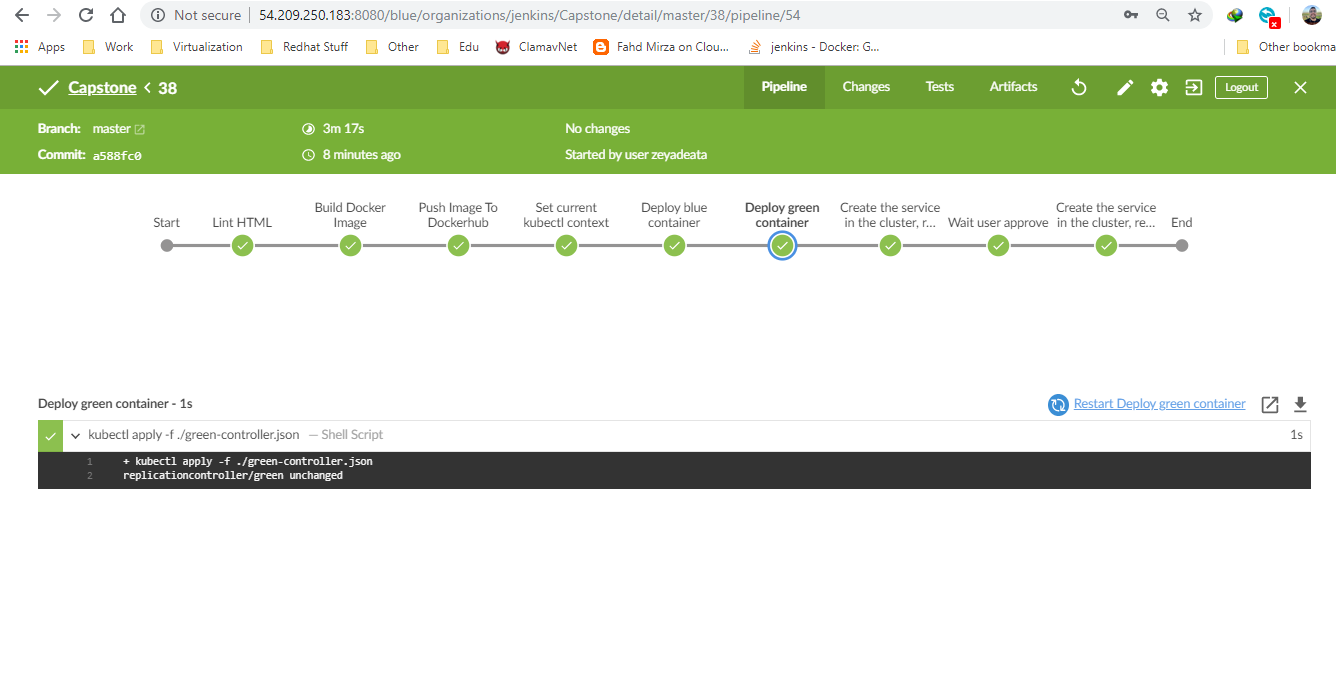 Not secure | 54.209.250.183:8080/blue/organizations/jenkins/Capstone/detail/master/38/pipeline/54
Apps Work Virtualization Redhat Stuff Other Edu ClamavNet Fahd Mirza on Clou... jenkins - Docker: G... Other bookma
Capstone < 38 Pipeline Changes Tests Artifacts Logout
Branch: master 3m 17s No changes
Commit: a588fc0 8 minutes ago Started by user zeyadeata
Start
Lint HTML
Build Docker
Image
Push Image To
Dockerhub
Set current
kubectl context
Deploy blue
container
Deploy green
container
Create the service
in the cluster, r...
Wait user approve
Create the service
in the cluster, re...
End
Deploy green container - 1s Restart Deploy green container
kubectl apply -f ./green-controller.json — Shell Script 1s
1 + kubectl apply -f ./green-controller.json
2 replicationcontroller/green unchanged